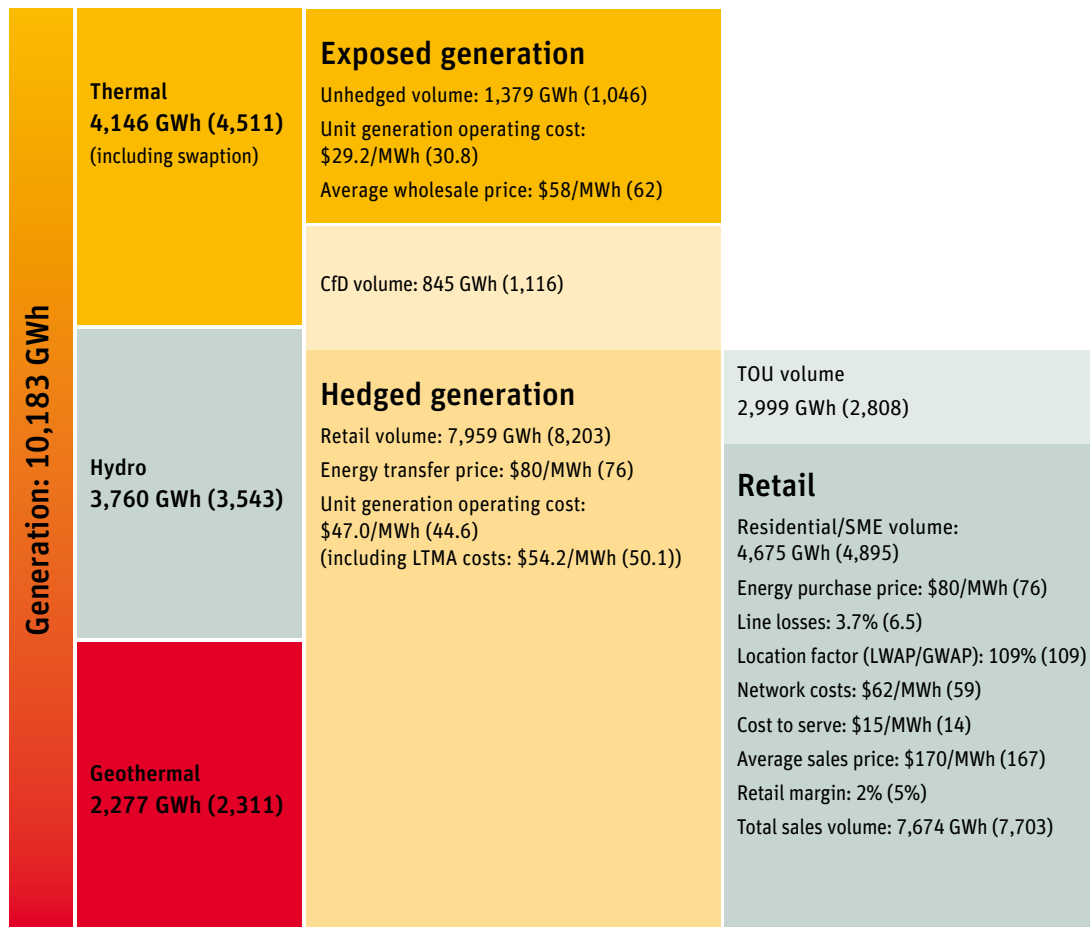 Generation: 10,183 GWh
Thermal
4,146 GWh (4,511)
(including swaption)
Hydro
3,760 GWh (3,543)
Geothermal
2,277 GWh (2,311)
Exposed generation
Unhedged volume: 1,379 GWh (1,046)
Unit generation operating cost:
$29.2/MWh (30.8)
Average wholesale price: $58/MWh (62)
CfD volume: 845 GWh (1,116)
Hedged generation
Retail volume: 7,959 GWh (8,203)
Energy transfer price: $80/MWh (76)
Unit generation operating cost:
$47.0/MWh (44.6)
(including LTMA costs: $54.2/MWh (50.1))
TOU volume
2,999 GWh (2,808)
Retail
Residential/SME volume:
4,675 GWh (4,895)
Energy purchase price: $80/MWh (76)
Line losses: 3.7% (6.5)
Location factor (LWAP/GWAP): 109% (109)
Network costs: $62/MWh (59)
Cost to serve: $15/MWh (14)
Average sales price: $170/MWh (167)
Retail margin: 2% (5%)
Total sales volume: 7,674 GWh (7,703)